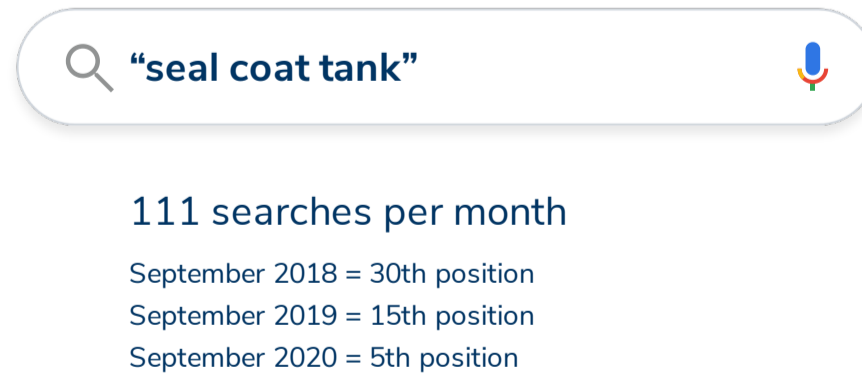 “seal coat tank”
111 searches per month
September 2018 = 30th position
September 2019 = 15th position
September 2020 = 5th position